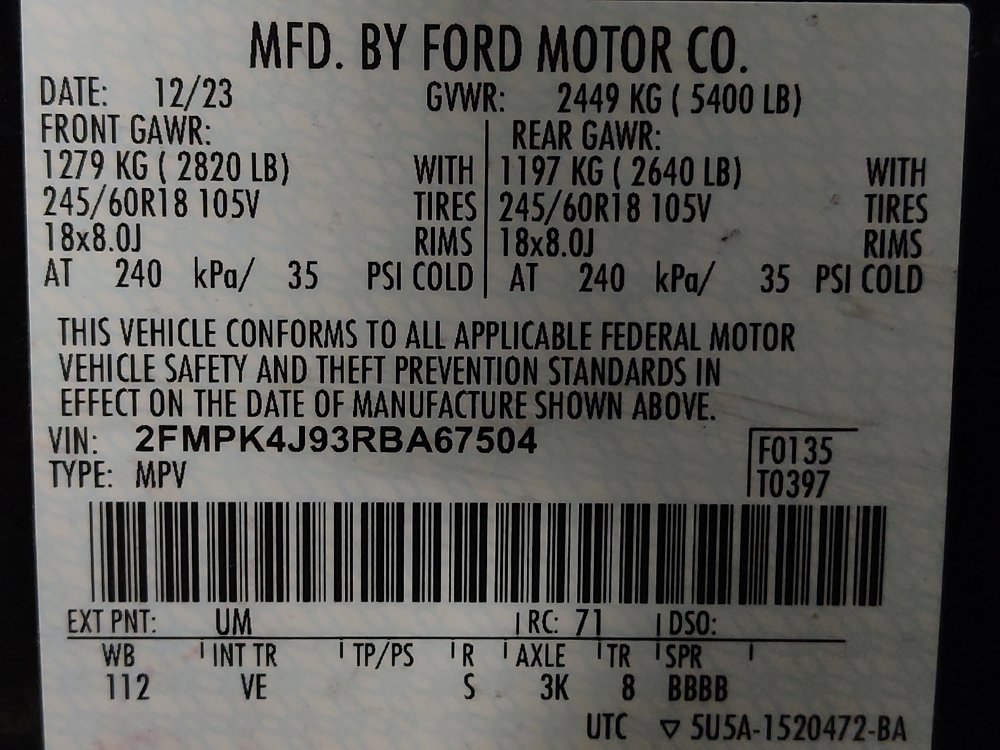 MFD. BY FORD MOTOR CO.
DATE: 12/23 GVWR: 2449 KG ( 5400 LB)
FRONT GAWR: REAR GAWR:
1279 KG ( 2820 LB) WITH 1197 KG ( 2640 LB) WITH
245/60R18 105V TIRES 245/60R18 105V TIRES
18x8.0J RIMS 18x8.0J RIMS
AT 240 kPa/ 35 PSI COLD AT 240 kPa/ 35 PSI COLD
THIS VEHICLE CONFORMS TO ALL APPLICABLE FEDERAL MOTOR
VEHICLE SAFETY AND THEFT PREVENTION STANDARDS IN
EFFECT ON THE DATE OF MANUFACTURE SHOWN ABOVE.
VIN: 2FMPK4J93RBA67504 F0135
TYPE: MPV T0397
EXT PNT: UM RC: 71 DSO:
WB INT TR TP/PS R AXLE TR SPR
112 VE S 3K 8 BBBB
UTC ▽ 5U5A-1520472-BA